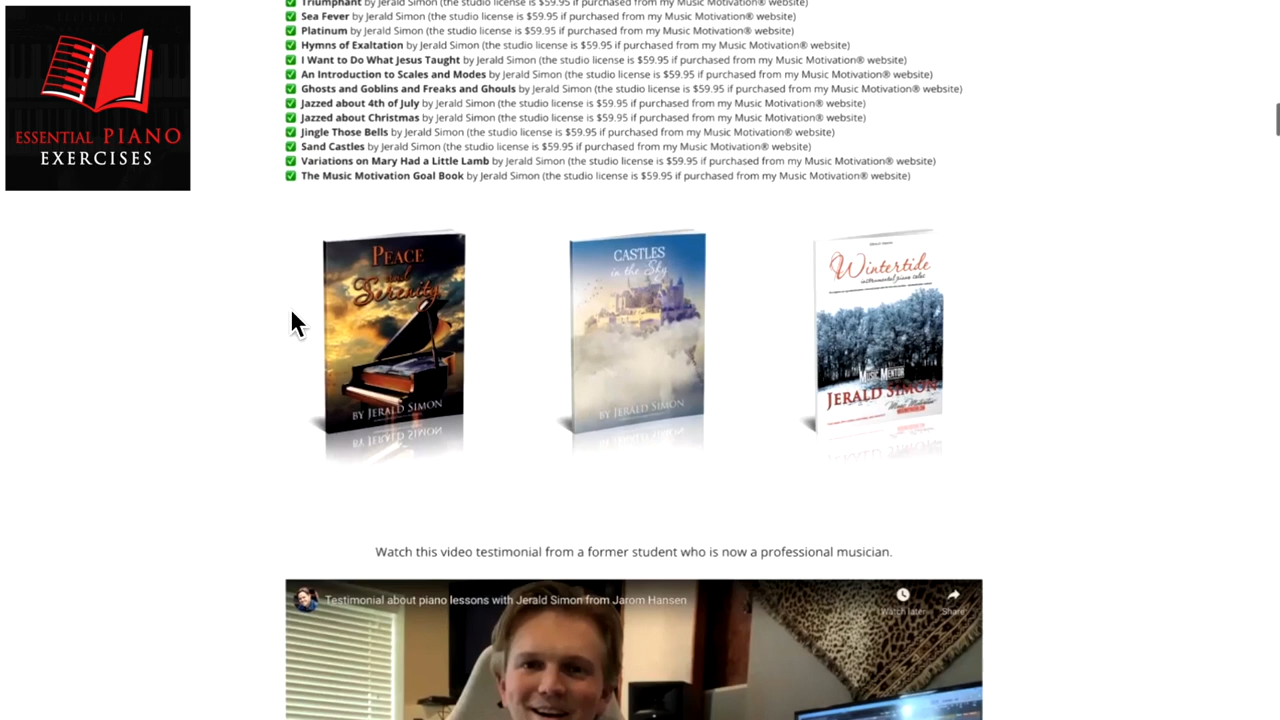 Triumphant by Jerald Simon (the studio license is $59.95 if purchased from my Music Motivation® website)
Sea Fever by Jerald Simon (the studio license is $59.95 if purchased from my Music Motivation® website)
Platinum by Jerald Simon (the studio license is $59.95 if purchased from my Music Motivation® website)
Hymns of Exaltation by Jerald Simon (the studio license is $59.95 if purchased from my Music Motivation® website)
I Want to Do What Jesus Taught by Jerald Simon (the studio license is $59.95 if purchased from my Music Motivation® website)
An Introduction to Scales and Modes by Jerald Simon (the studio license is $59.95 if purchased from my Music Motivation® website)
Ghosts and Goblins and Freaks and Ghouls by Jerald Simon (the studio license is $59.95 if purchased from my Music Motivation® website)
Jazzed about 4th of July by Jerald Simon (the studio license is $59.95 if purchased from my Music Motivation® website)
Jazzed about Christmas by Jerald Simon (the studio license is $59.95 if purchased from my Music Motivation® website)
Jingle Those Bells by Jerald Simon (the studio license is $59.95 if purchased from my Music Motivation® website)
Sand Castles by Jerald Simon (the studio license is $59.95 if purchased from my Music Motivation® website)
Variations on Mary Had a Little Lamb by Jerald Simon (the studio license is $59.95 if purchased from my Music Motivation® website)
The Music Motivation Goal Book by Jerald Simon (the studio license is $59.95 if purchased from my Music Motivation® website)
ESSENTIAL PIANO
EXERCISES
PEACE
and
Serenity
BY JERALD SIMON
CASTLES
in the Sky
BY JERALD SIMON
Wintertide
instrumental piano solos
MUSIC MENTOR
JERALD SIMON
Watch this video testimonial from a former student who is now a professional musician.
Testimonial about piano lessons with Jerald Simon from Jarom Hansen
Watch later
Share